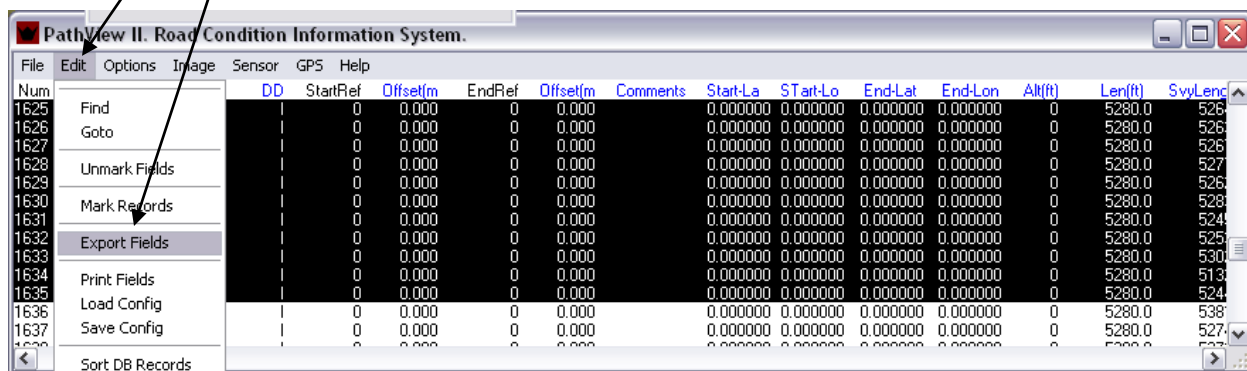 PathView II. Road Condition Information System.
File Edit Options Image Sensor GPS Help
Num DD StartRef Offset(m EndRef Offset(m Comments Start-La STart-Lo End-Lat End-Lon Alt(ft) Len(ft) SvyLeng
1625 I 0 0.000 0 0.000 0.000000 0.000000 0.000000 0.000000 0 5280.0 526
Find
1626 I 0 0.000 0 0.000 0.000000 0.000000 0.000000 0.000000 0 5280.0 526
Goto
1627 I 0 0.000 0 0.000 0.000000 0.000000 0.000000 0.000000 0 5280.0 526
1628 I 0 0.000 0 0.000 0.000000 0.000000 0.000000 0.000000 0 5280.0 527
Unmark Fields
1629 I 0 0.000 0 0.000 0.000000 0.000000 0.000000 0.000000 0 5280.0 526
1630 I 0 0.000 0 0.000 0.000000 0.000000 0.000000 0.000000 0 5280.0 528
Mark Records
1631 I 0 0.000 0 0.000 0.000000 0.000000 0.000000 0.000000 0 5280.0 524
1632 I 0 0.000 0 0.000 0.000000 0.000000 0.000000 0.000000 0 5280.0 525
Export Fields
1633 I 0 0.000 0 0.000 0.000000 0.000000 0.000000 0.000000 0 5280.0 530
1634 I 0 0.000 0 0.000 0.000000 0.000000 0.000000 0.000000 0 5280.0 513
Print Fields
1635 I 0 0.000 0 0.000 0.000000 0.000000 0.000000 0.000000 0 5280.0 524
Load Config
1636 I 0 0.000 0 0.000 0.000000 0.000000 0.000000 0.000000 0 5280.0 538
Save Config
1637 I 0 0.000 0 0.000 0.000000 0.000000 0.000000 0.000000 0 5280.0 527
Sort DB Records